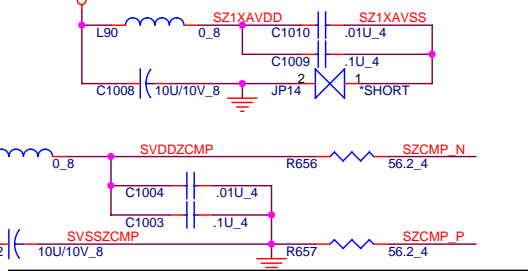 SZ1XAVDD SZ1XAVSS
L90 0_8 C1010 .01U_4
C1009 .1U_4
C1008 10U/10V_8 JP14 2 1 *SHORT
SVDDZCMP SZCMP_N
0_8 R656 56.2_4
C1004 .01U_4
C1003 .1U_4
SVSSZCMP SZCMP_P
2 10U/10V_8 R657 56.2_4